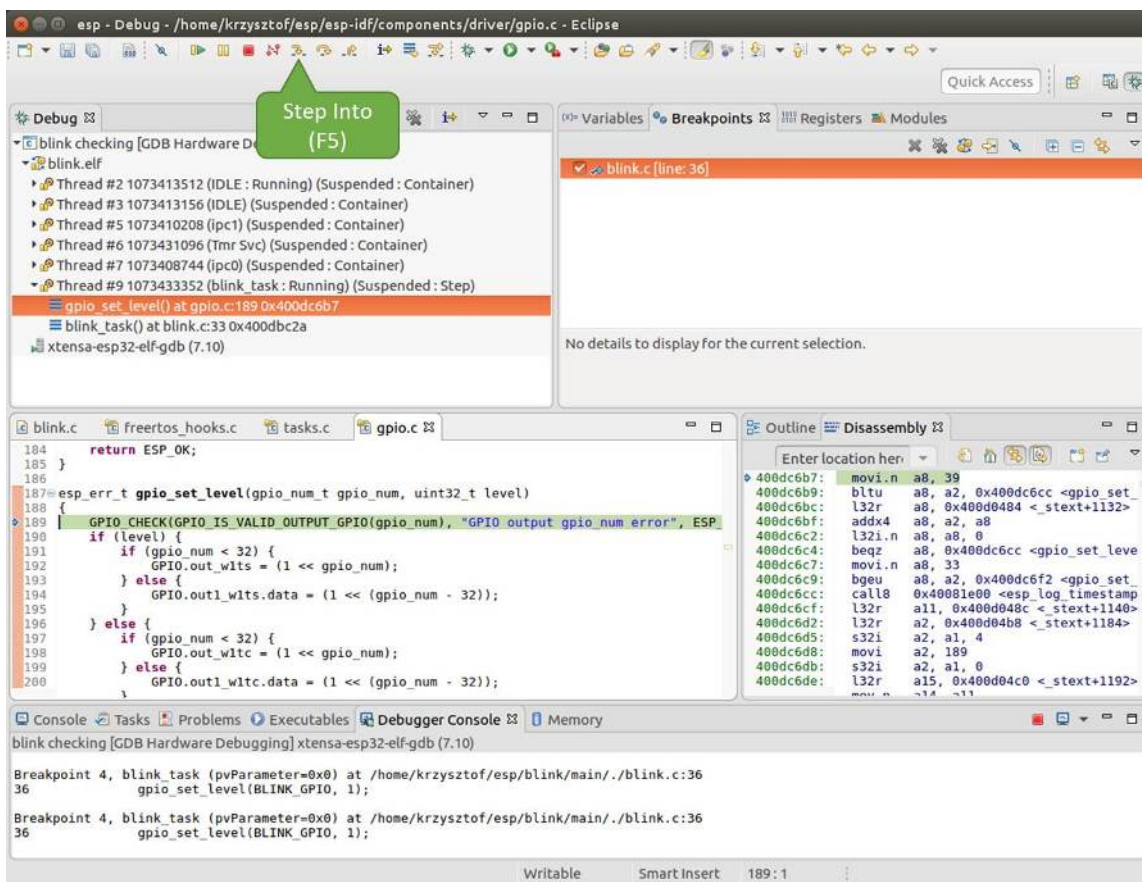 esp - Debug - /home/krzysztof/esp/esp-idf/components/driver/gpio.c - Eclipse
Quick Access
Step Into
(F5)
Debug
blink checking [GDB Hardware D
blink.elf
Thread #2 1073413512 (IDLE : Running) (Suspended : Container)
Thread #3 1073413156 (IDLE) (Suspended : Container)
Thread #5 1073410208 (ipc1) (Suspended : Container)
Thread #6 1073431096 (Tmr Svc) (Suspended : Container)
Thread #7 1073408744 (ipc0) (Suspended : Container)
Thread #9 1073433352 (blink_task : Running) (Suspended : Step)
gpio_set_level() at gpio.c:189 0x400dc6b7
blink_task() at blink.c:33 0x400dbc2a
xtensa-esp32-elf-gdb (7.10)
Variables Breakpoints Registers Modules
blink.c [line: 36]
No details to display for the current selection.
blink.c freertos_hooks.c tasks.c gpio.c
184 return ESP_OK;
185 }
186
187 esp_err_t gpio_set_level(gpio_num_t gpio_num, uint32_t level)
188 {
189 GPIO_CHECK(GPIO_IS_VALID_OUTPUT_GPIO(gpio_num), "GPIO output gpio_num error", ESP_
190 if (level) {
191 if (gpio_num < 32) {
192 GPIO.out_w1ts = (1 << gpio_num);
193 } else {
194 GPIO.out1_w1ts.data = (1 << (gpio_num - 32));
195 }
196 } else {
197 if (gpio_num < 32) {
198 GPIO.out_w1tc = (1 << gpio_num);
199 } else {
200 GPIO.out1_w1tc.data = (1 << (gpio_num - 32));
}
Outline Disassembly
Enter location her
400dc6b7: movi.n a8, 39
400dc6b9: bltu a8, a2, 0x400dc6cc <gpio_set_
400dc6bc: l32r a8, 0x400d0484 <_stext+1132>
400dc6bf: addx4 a8, a2, a8
400dc6c2: l32i.n a8, a8, 0
400dc6c4: beqz a8, 0x400dc6cc <gpio_set_leve
400dc6c7: movi.n a8, 33
400dc6c9: bgeu a8, a2, 0x400dc6f2 <gpio_set_
400dc6cc: call8 0x40081e00 <esp_log_timestamp
400dc6cf: l32r a11, 0x400d048c <_stext+1140>
400dc6d2: l32r a2, 0x400d04b8 <_stext+1184>
400dc6d5: s32i a2, a1, 4
400dc6d8: movi a2, 189
400dc6db: s32i a2, a1, 0
400dc6de: l32r a15, 0x400d04c0 <_stext+1192>
mov.n a14, a11
Console Tasks Problems Executables Debugger Console Memory
blink checking [GDB Hardware Debugging] xtensa-esp32-elf-gdb (7.10)
Breakpoint 4, blink_task (pvParameter=0x0) at /home/krzysztof/esp/blink/main/./blink.c:36
36 gpio_set_level(BLINK_GPIO, 1);
Breakpoint 4, blink_task (pvParameter=0x0) at /home/krzysztof/esp/blink/main/./blink.c:36
36 gpio_set_level(BLINK_GPIO, 1);
Writable Smart Insert 189 : 1